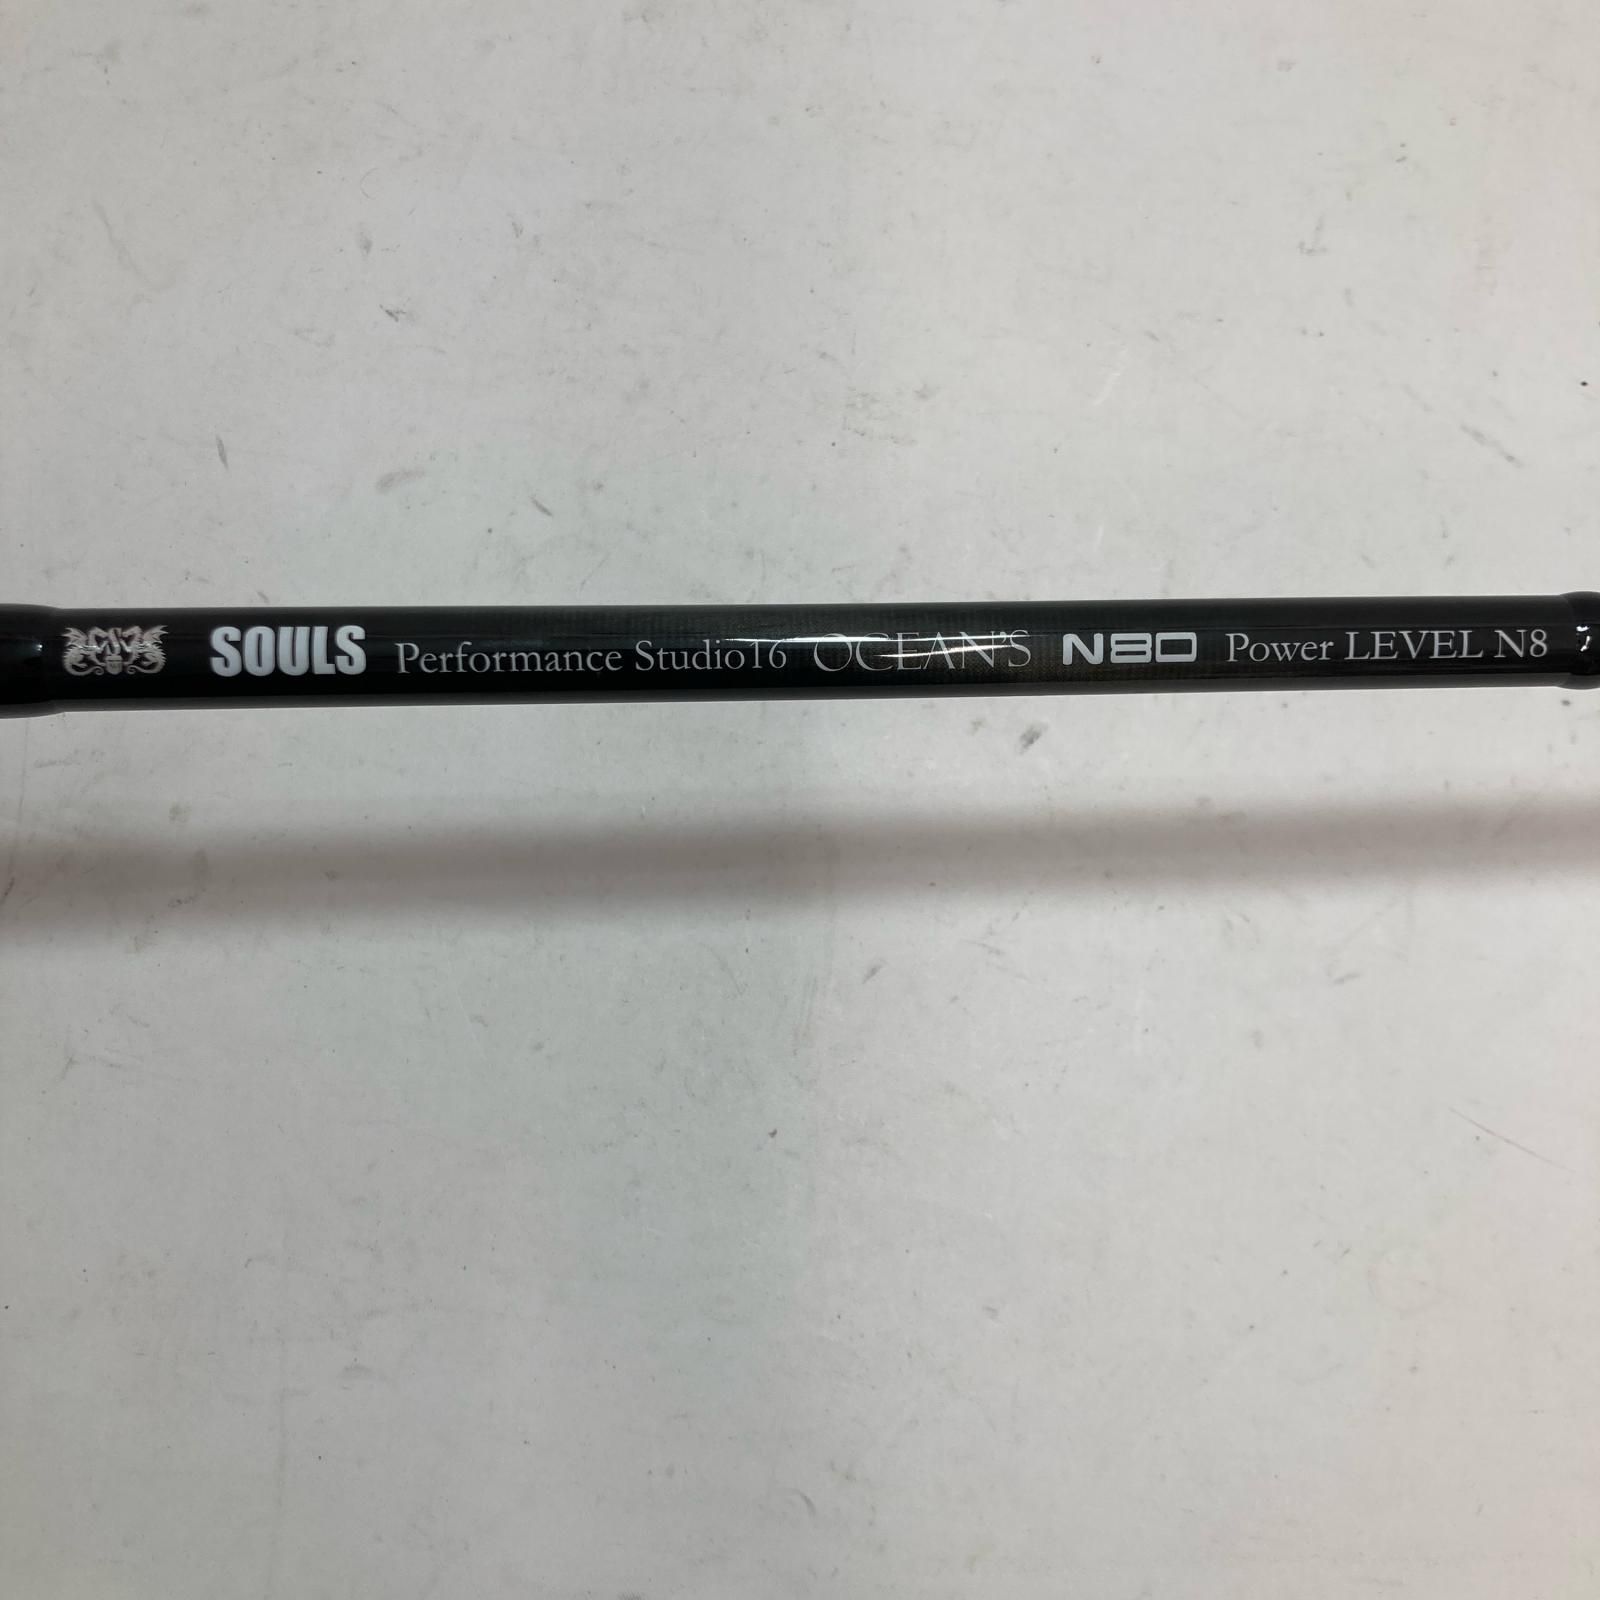 SOULS Performance Studio16 OCEAN'S N80 Power LEVEL N8